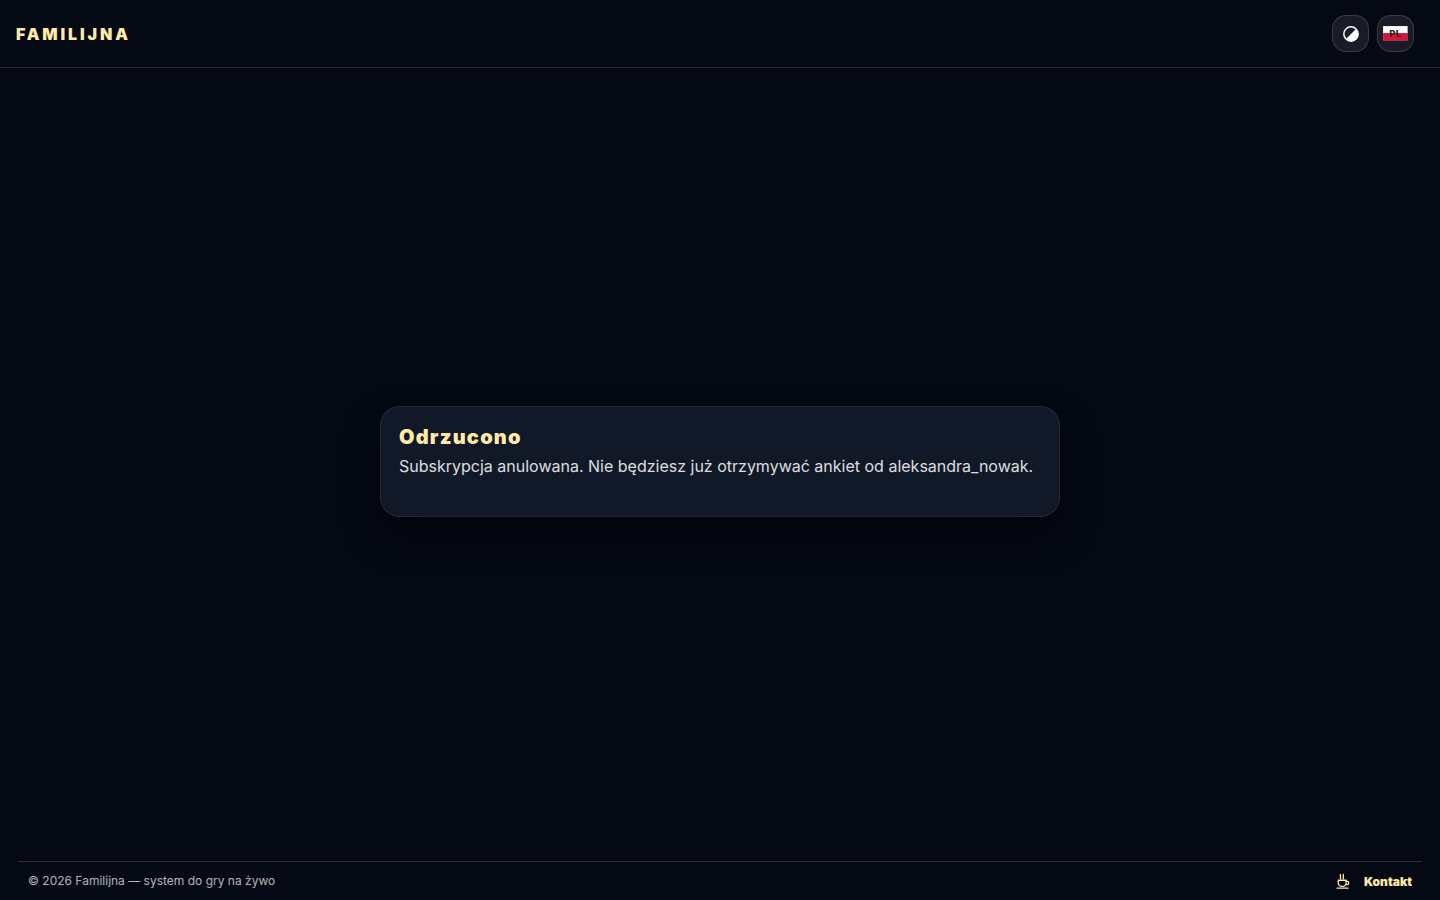 FAMILIJNA
PL
Odrzucono
Subskrypcja anulowana. Nie będziesz już otrzymywać ankiet od aleksandra_nowak.
© 2026 Familijna — system do gry na żywo
Kontakt